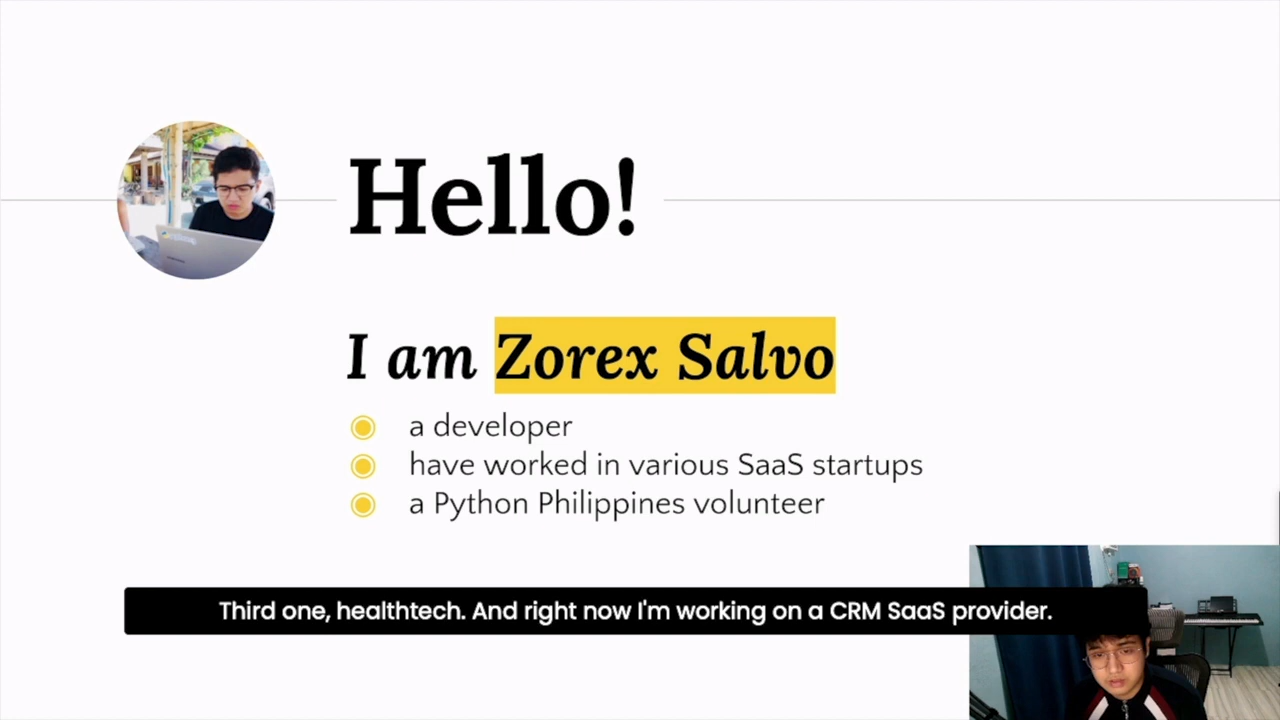 Hello!
I am Zorex Salvo
a developer
have worked in various SaaS startups
a Python Philippines volunteer
Third one, healthtech. And right now I'm working on a CRM SaaS provider.